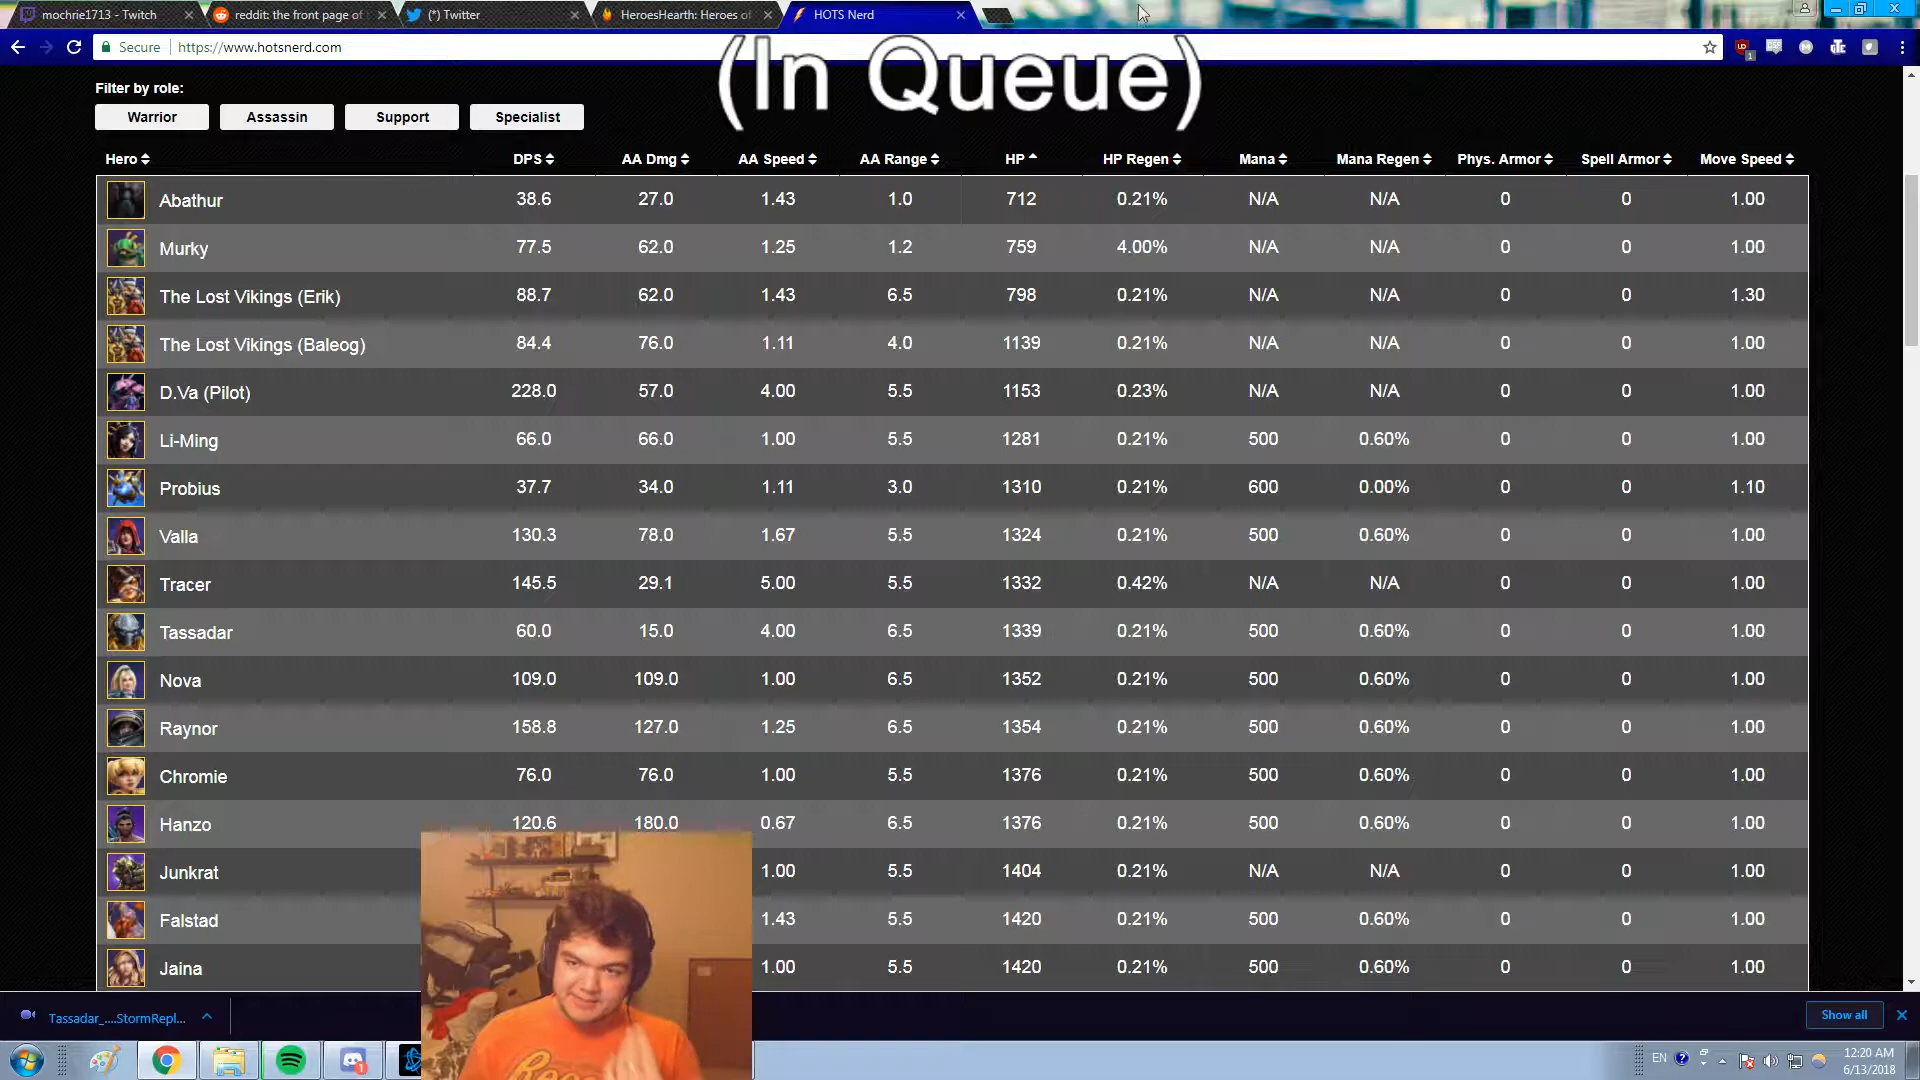 mochrie1713 - Twitch
reddit: the front page of
(*) Twitter
HeroesHearth: Heroes of
HOTS Nerd
Secure
https://www.hotsnerd.com
(In Queue)
Filter by role:
Warrior Assassin Support Specialist
Hero DPS AA Dmg AA Speed AA Range HP HP Regen Mana Mana Regen Phys. Armor Spell Armor Move Speed
Abathur 38.6 27.0 1.43 1.0 712 0.21% N/A N/A 0 0 1.00
Murky 77.5 62.0 1.25 1.2 759 4.00% N/A N/A 0 0 1.00
The Lost Vikings (Erik) 88.7 62.0 1.43 6.5 798 0.21% N/A N/A 0 0 1.30
The Lost Vikings (Baleog) 84.4 76.0 1.11 4.0 1139 0.21% N/A N/A 0 0 1.00
D.Va (Pilot) 228.0 57.0 4.00 5.5 1153 0.23% N/A N/A 0 0 1.00
Li-Ming 66.0 66.0 1.00 5.5 1281 0.21% 500 0.60% 0 0 1.00
Probius 37.7 34.0 1.11 3.0 1310 0.21% 600 0.00% 0 0 1.10
Valla 130.3 78.0 1.67 5.5 1324 0.21% 500 0.60% 0 0 1.00
Tracer 145.5 29.1 5.00 5.5 1332 0.42% N/A N/A 0 0 1.00
Tassadar 60.0 15.0 4.00 6.5 1339 0.21% 500 0.60% 0 0 1.00
Nova 109.0 109.0 1.00 6.5 1352 0.21% 500 0.60% 0 0 1.00
Raynor 158.8 127.0 1.25 6.5 1354 0.21% 500 0.60% 0 0 1.00
Chromie 76.0 76.0 1.00 5.5 1376 0.21% 500 0.60% 0 0 1.00
Hanzo 120.6 180.0 0.67 6.5 1376 0.21% 500 0.60% 0 0 1.00
Junkrat 1.00 5.5 1404 0.21% N/A N/A 0 0 1.00
Falstad 1.43 5.5 1420 0.21% 500 0.60% 0 0 1.00
Jaina 1.00 5.5 1420 0.21% 500 0.60% 0 0 1.00
Tassadar_....StormRepl...
Show all
EN
12:20 AM
6/13/2018